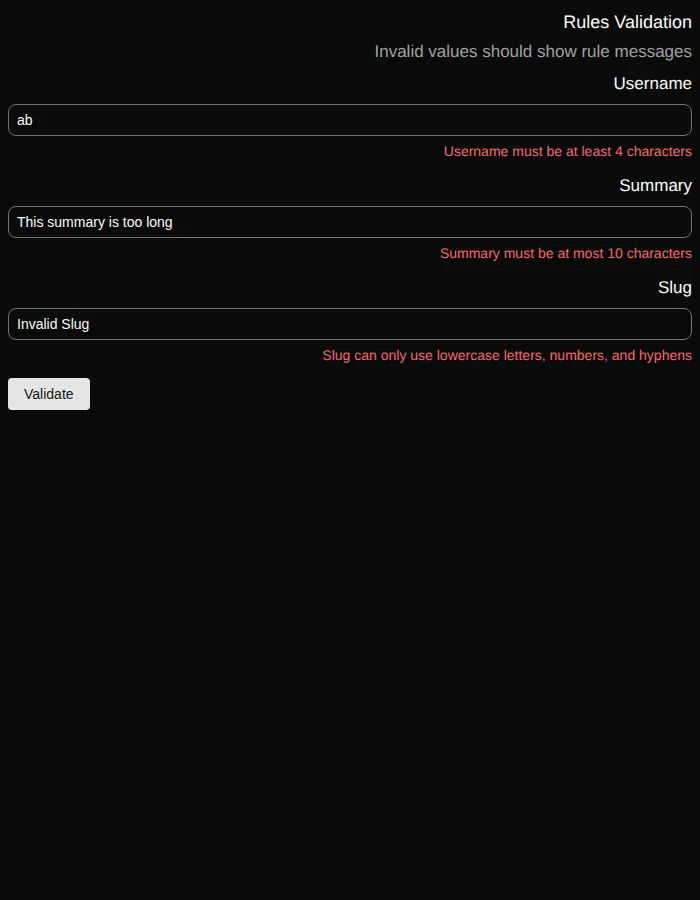 Rules Validation
Invalid values should show rule messages
Username
ab
Username must be at least 4 characters
Summary
This summary is too long
Summary must be at most 10 characters
Slug
Invalid Slug
Slug can only use lowercase letters, numbers, and hyphens
Validate